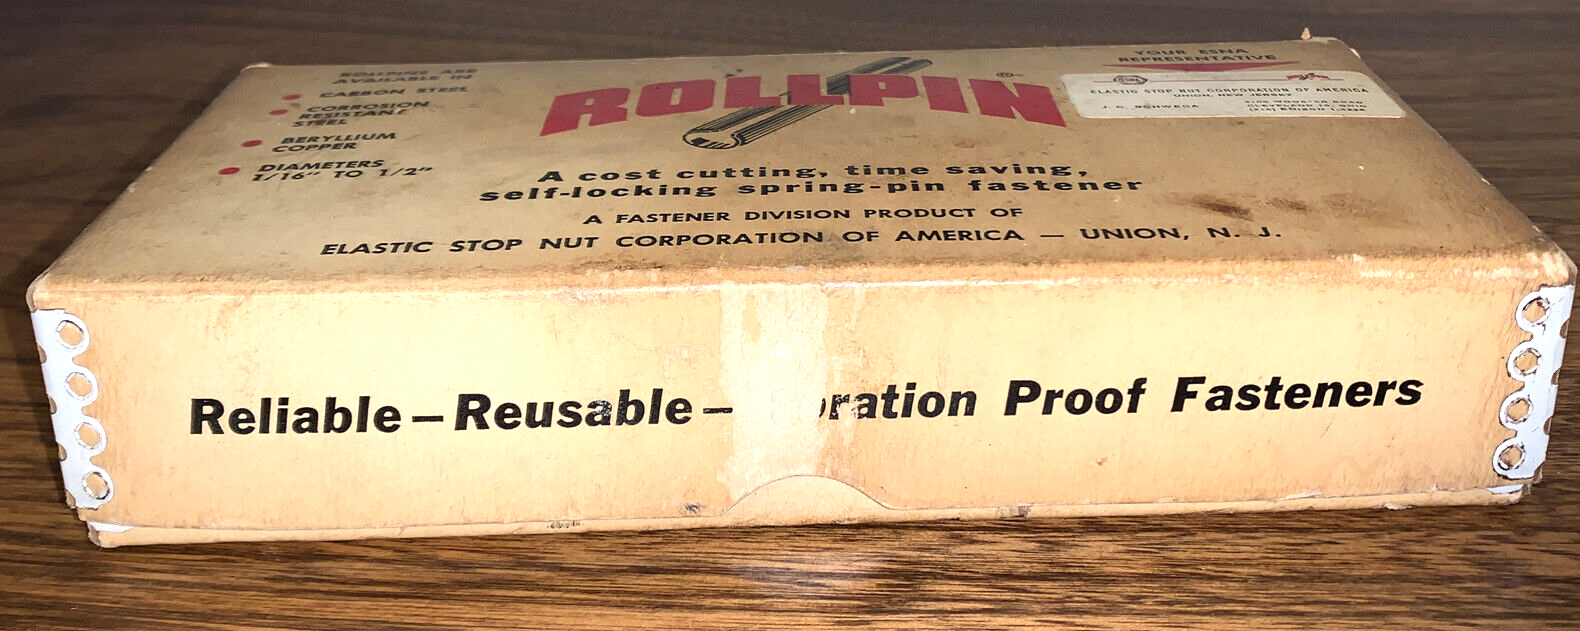 ROLLPINS ARE
AVAILABLE IN
CARBON STEEL
CORROSION
RESISTANT
STEEL
BERYLLIUM
COPPER
DIAMETERS
1/16" TO 1/2"
ROLLPIN®
YOUR ESNA
REPRESENTATIVE
ESNA
ELASTIC STOP NUT CORPORATION OF AMERICA
UNION, NEW JERSEY
J. C. BENWEDA
A cost cutting, time saving,
self-locking spring-pin fastener
A FASTENER DIVISION PRODUCT OF
ELASTIC STOP NUT CORPORATION OF AMERICA — UNION, N. J.
Reliable – Reusable – ration Proof Fasteners